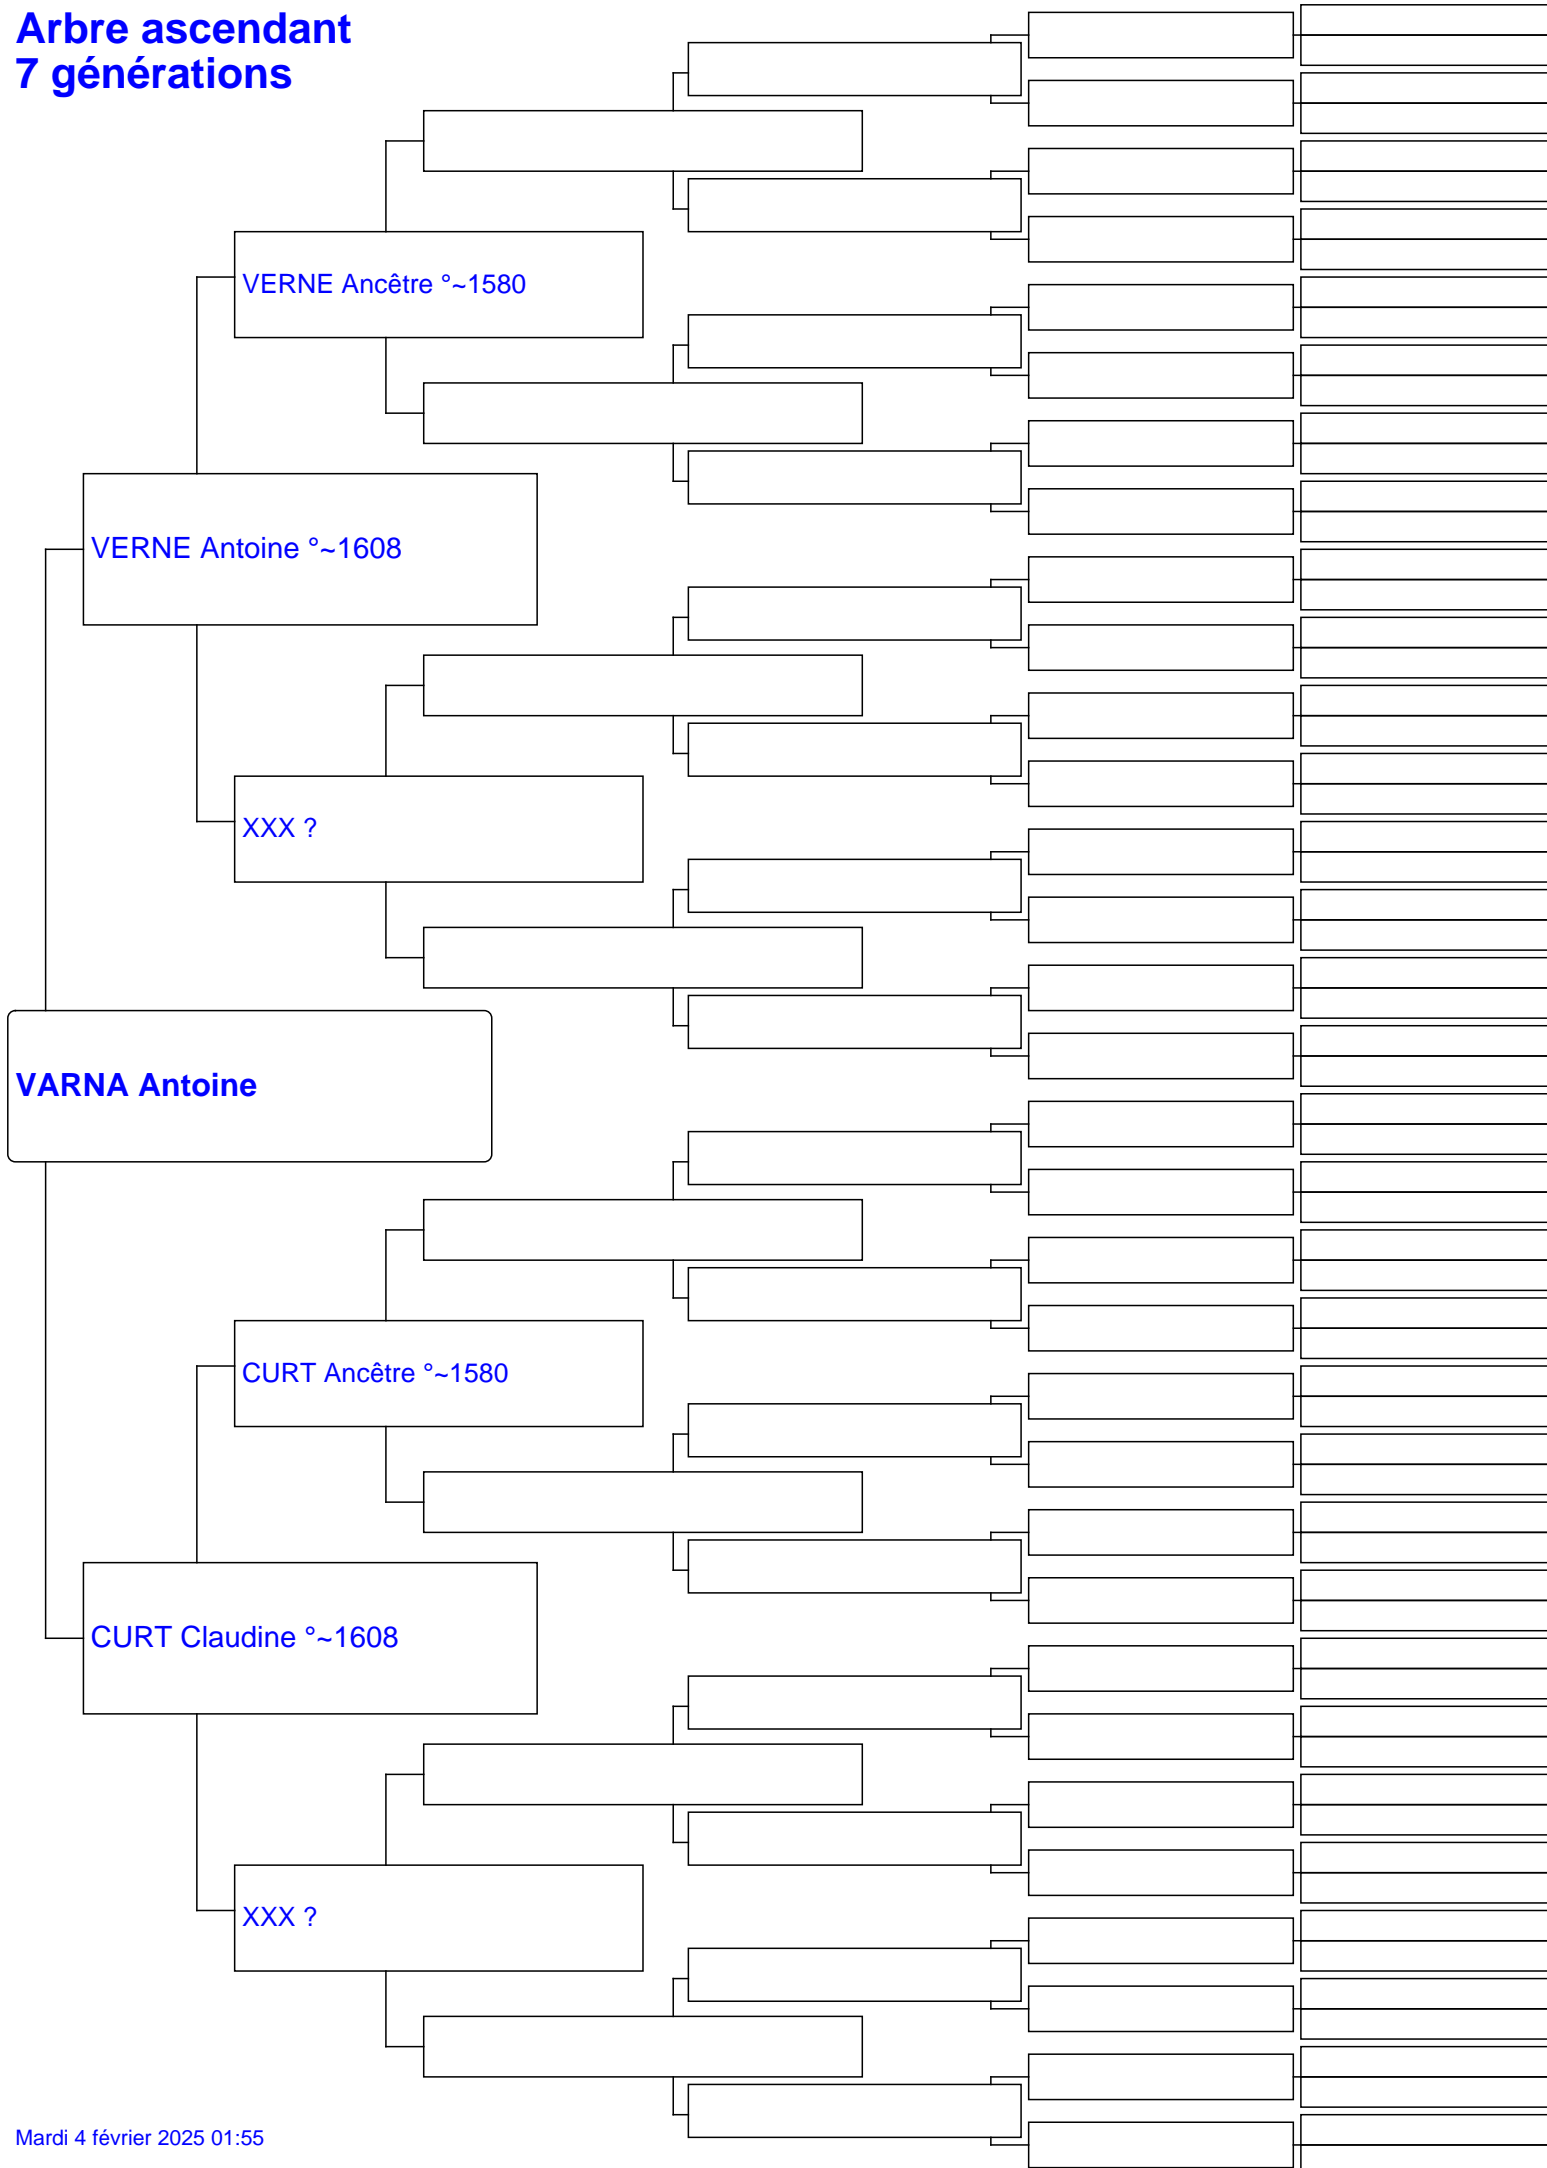 Arbre ascendant
7 générations
VERNE Ancêtre °~1580
VERNE Antoine °~1608
XXX ?
VARNA Antoine
CURT Ancêtre °~1580
CURT Claudine °~1608
XXX ?
Mardi 4 février 2025 01:55